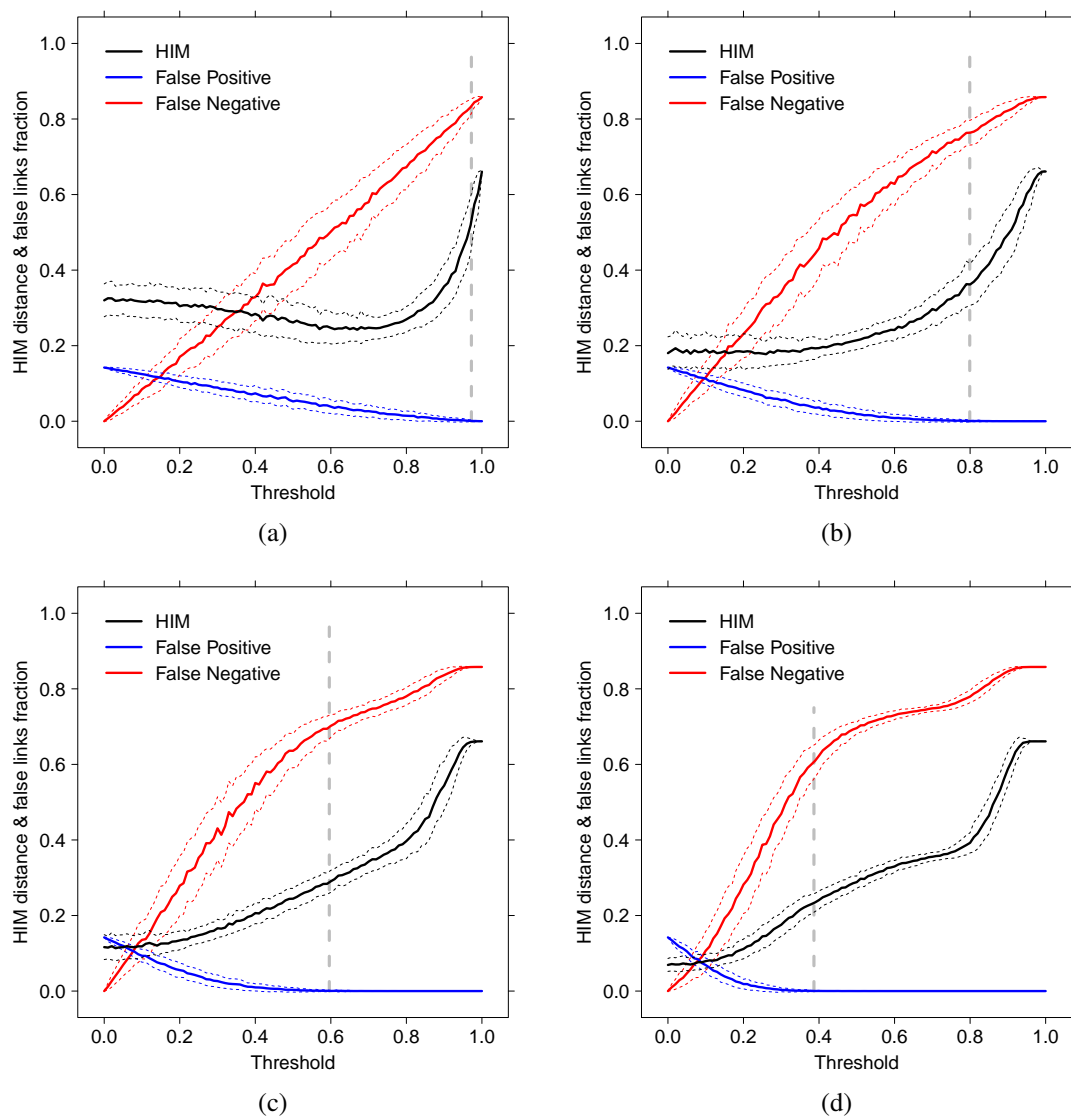 1.0
0.8
0.6
0.4
0.2
0.0
HIM distance & false links fraction
HIM
False Positive
False Negative
0.0 0.2 0.4 0.6 0.8 1.0
Threshold
(a)
1.0
0.8
0.6
0.4
0.2
0.0
HIM distance & false links fraction
HIM
False Positive
False Negative
0.0 0.2 0.4 0.6 0.8 1.0
Threshold
(b)
1.0
0.8
0.6
0.4
0.2
0.0
HIM distance & false links fraction
HIM
False Positive
False Negative
0.0 0.2 0.4 0.6 0.8 1.0
Threshold
(c)
1.0
0.8
0.6
0.4
0.2
0.0
HIM distance & false links fraction
HIM
False Positive
False Negative
0.0 0.2 0.4 0.6 0.8 1.0
Threshold
(d)